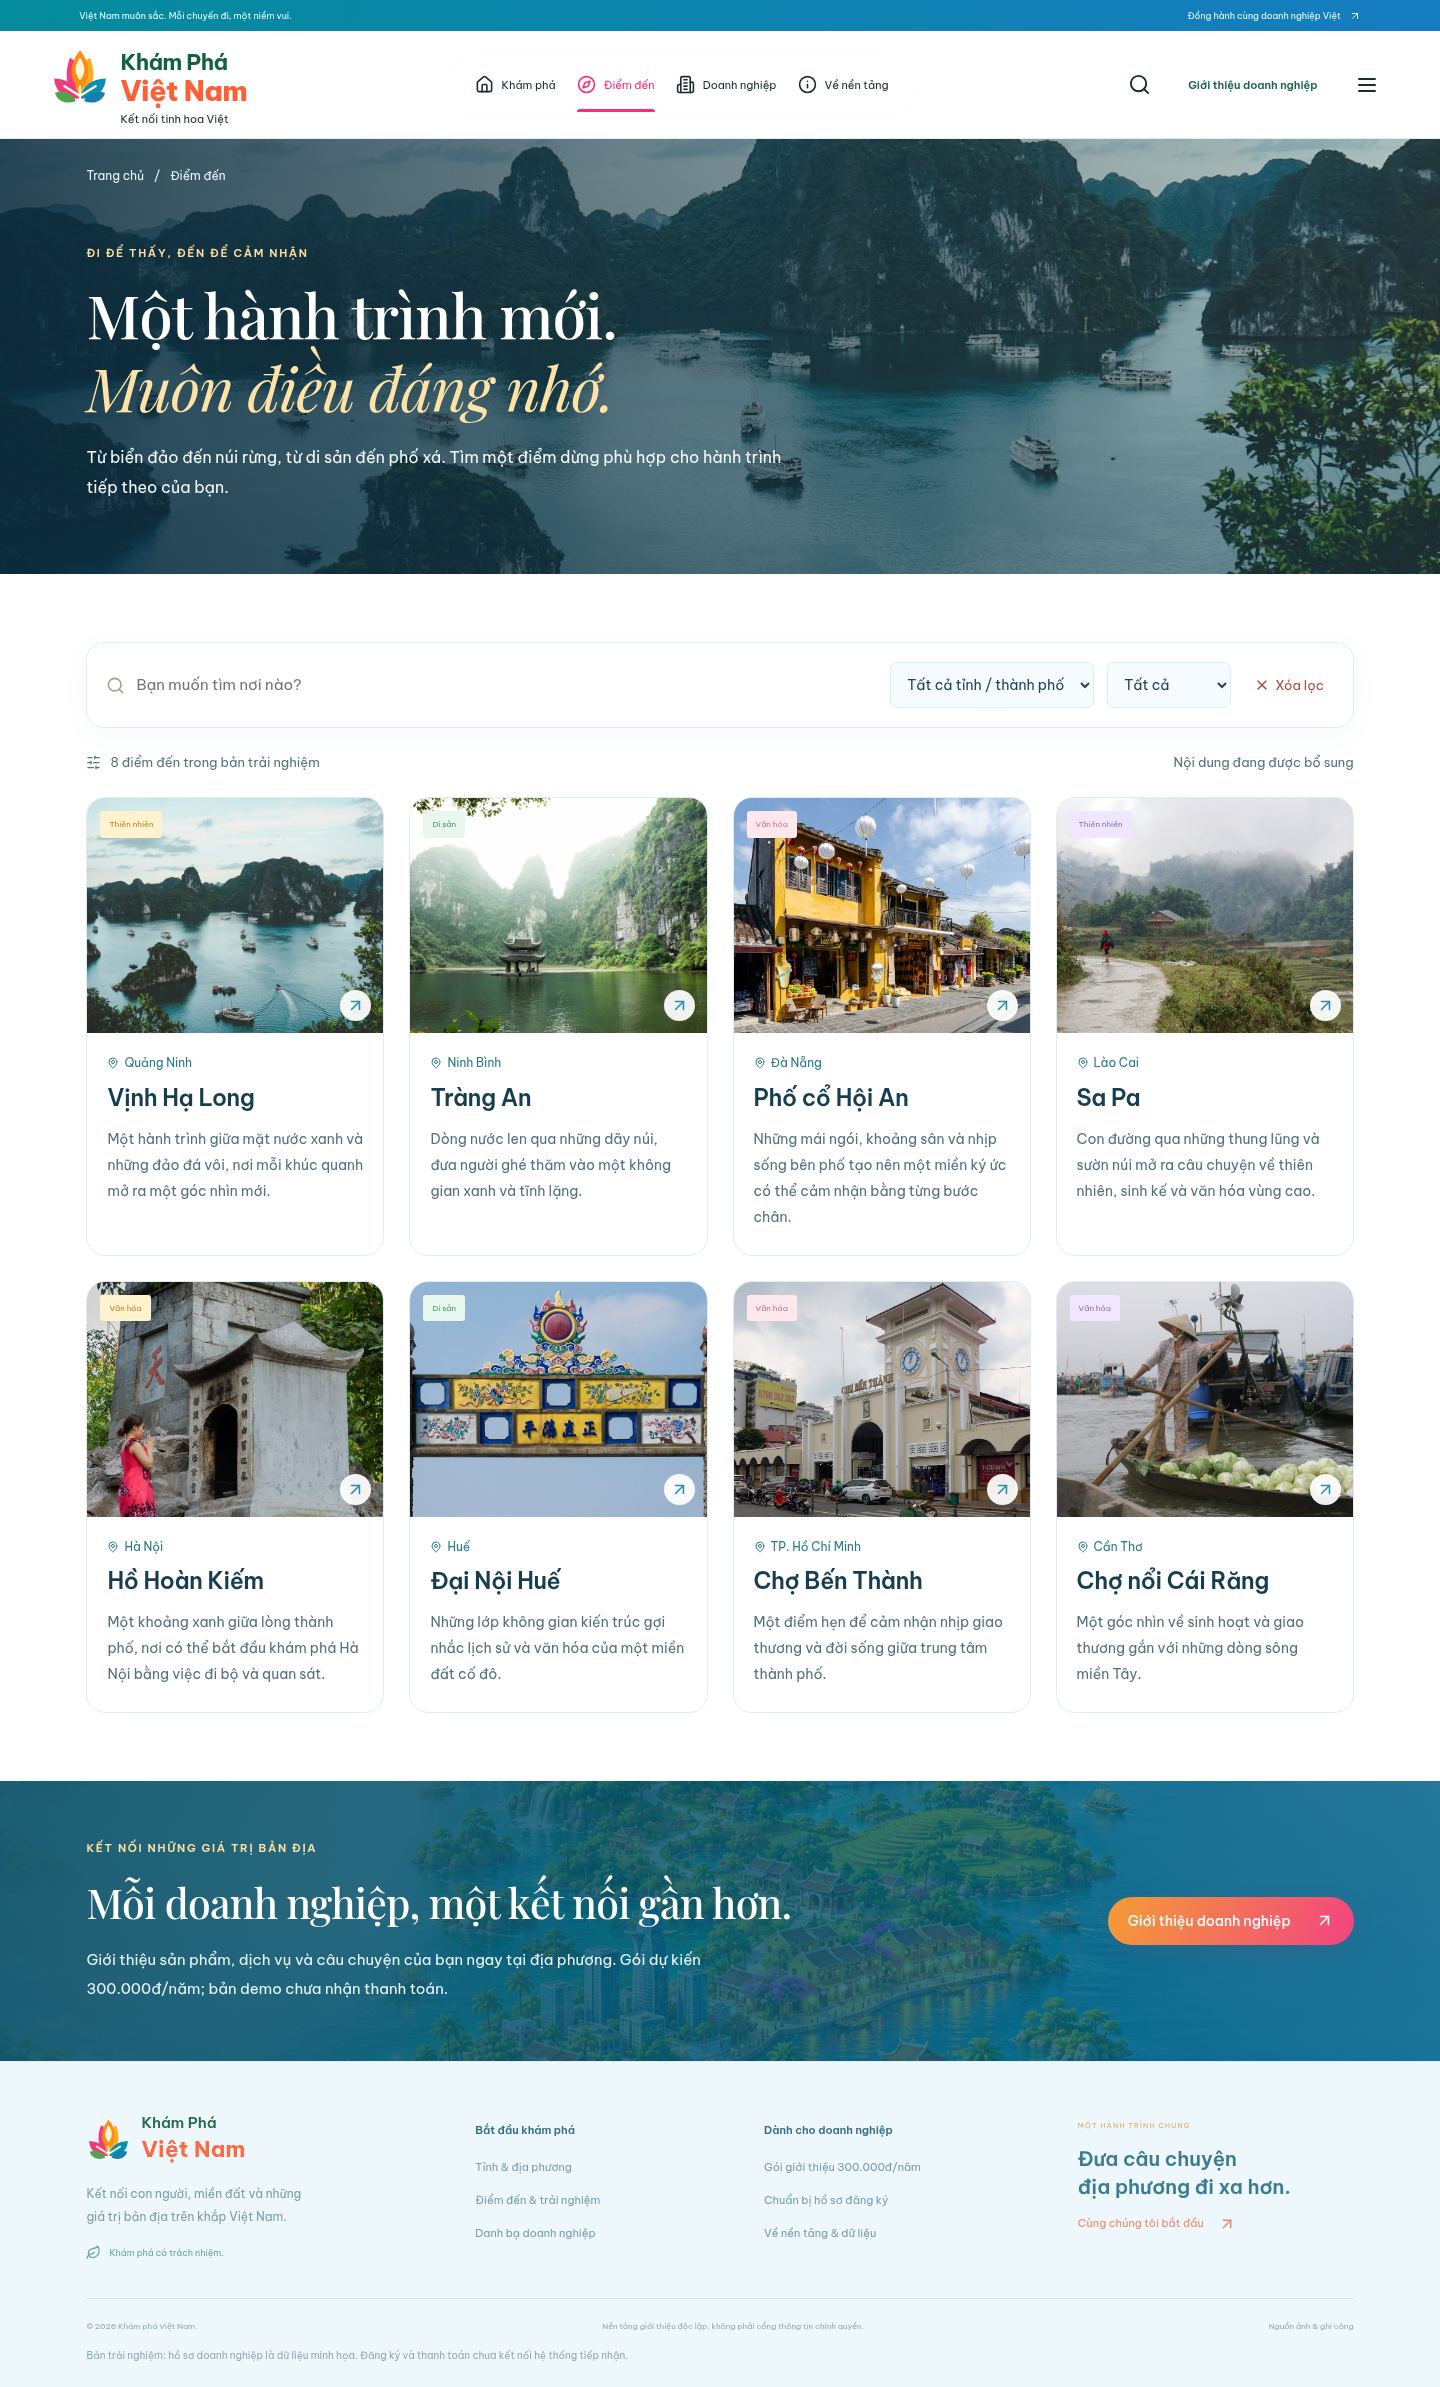 Việt Nam muôn sắc. Mỗi chuyến đi, một niềm vui.
Đồng hành cùng doanh nghiệp Việt
Khám Phá
Việt Nam
Kết nối tinh hoa Việt
Khám phá
Điểm đến
Doanh nghiệp
Về nền tảng
Giới thiệu doanh nghiệp
Trang chủ / Điểm đến
ĐI ĐỂ THẤY, ĐẾN ĐỂ CẢM NHẬN
Một hành trình mới.
Muôn điều đáng nhớ.
Từ biển đảo đến núi rừng, từ di sản đến phố xá. Tìm một điểm dừng phù hợp cho hành trình
tiếp theo của bạn.
Bạn muốn tìm nơi nào?
Tất cả tỉnh / thành phố
Tất cả
Xóa lọc
8 điểm đến trong bản trải nghiệm
Nội dung đang được bổ sung
Thiên nhiên
Quảng Ninh
Vịnh Hạ Long
Một hành trình giữa mặt nước xanh và
những đảo đá vôi, nơi mỗi khúc quanh
mở ra một góc nhìn mới.
Di sản
Ninh Bình
Tràng An
Dòng nước len qua những dãy núi,
đưa người ghé thăm vào một không
gian xanh và tĩnh lặng.
Văn hóa
Đà Nẵng
Phố cổ Hội An
Những mái ngói, khoảng sân và nhịp
sống bên phố tạo nên một miền ký ức
có thể cảm nhận bằng từng bước
chân.
Thiên nhiên
Lào Cai
Sa Pa
Con đường qua những thung lũng và
sườn núi mở ra câu chuyện về thiên
nhiên, sinh kế và văn hóa vùng cao.
Văn hóa
天
Hà Nội
Hồ Hoàn Kiếm
Một khoảng xanh giữa lòng thành
phố, nơi có thể bắt đầu khám phá Hà
Nội bằng việc đi bộ và quan sát.
Di sản
平蕩直正
Huế
Đại Nội Huế
Những lớp không gian kiến trúc gợi
nhắc lịch sử và văn hóa của một miền
đất cố đô.
Văn hóa
CHỢ BẾN THÀNH
TP. Hồ Chí Minh
Chợ Bến Thành
Một điểm hẹn để cảm nhận nhịp giao
thương và đời sống giữa trung tâm
thành phố.
Văn hóa
Cần Thơ
Chợ nổi Cái Răng
Một góc nhìn về sinh hoạt và giao
thương gắn với những dòng sông
miền Tây.
KẾT NỐI NHỮNG GIÁ TRỊ BẢN ĐỊA
Mỗi doanh nghiệp, một kết nối gần hơn.
Giới thiệu sản phẩm, dịch vụ và câu chuyện của bạn ngay tại địa phương. Gói dự kiến
300.000đ/năm; bản demo chưa nhận thanh toán.
Giới thiệu doanh nghiệp
Khám Phá
Việt Nam
Kết nối con người, miền đất và những
giá trị bản địa trên khắp Việt Nam.
Khám phá có trách nhiệm.
Bắt đầu khám phá
Tỉnh & địa phương
Điểm đến & trải nghiệm
Danh bạ doanh nghiệp
Dành cho doanh nghiệp
Gói giới thiệu 300.000đ/năm
Chuẩn bị hồ sơ đăng ký
Về nền tảng & dữ liệu
MỘT HÀNH TRÌNH CHUNG
Đưa câu chuyện
địa phương đi xa hơn.
Cùng chúng tôi bắt đầu
© 2026 Khám phá Việt Nam.
Nền tảng giới thiệu độc lập, không phải cổng thông tin chính quyền.
Nguồn ảnh & ghi công
Bản trải nghiệm: hồ sơ doanh nghiệp là dữ liệu minh họa. Đăng ký và thanh toán chưa kết nối hệ thống tiếp nhận.